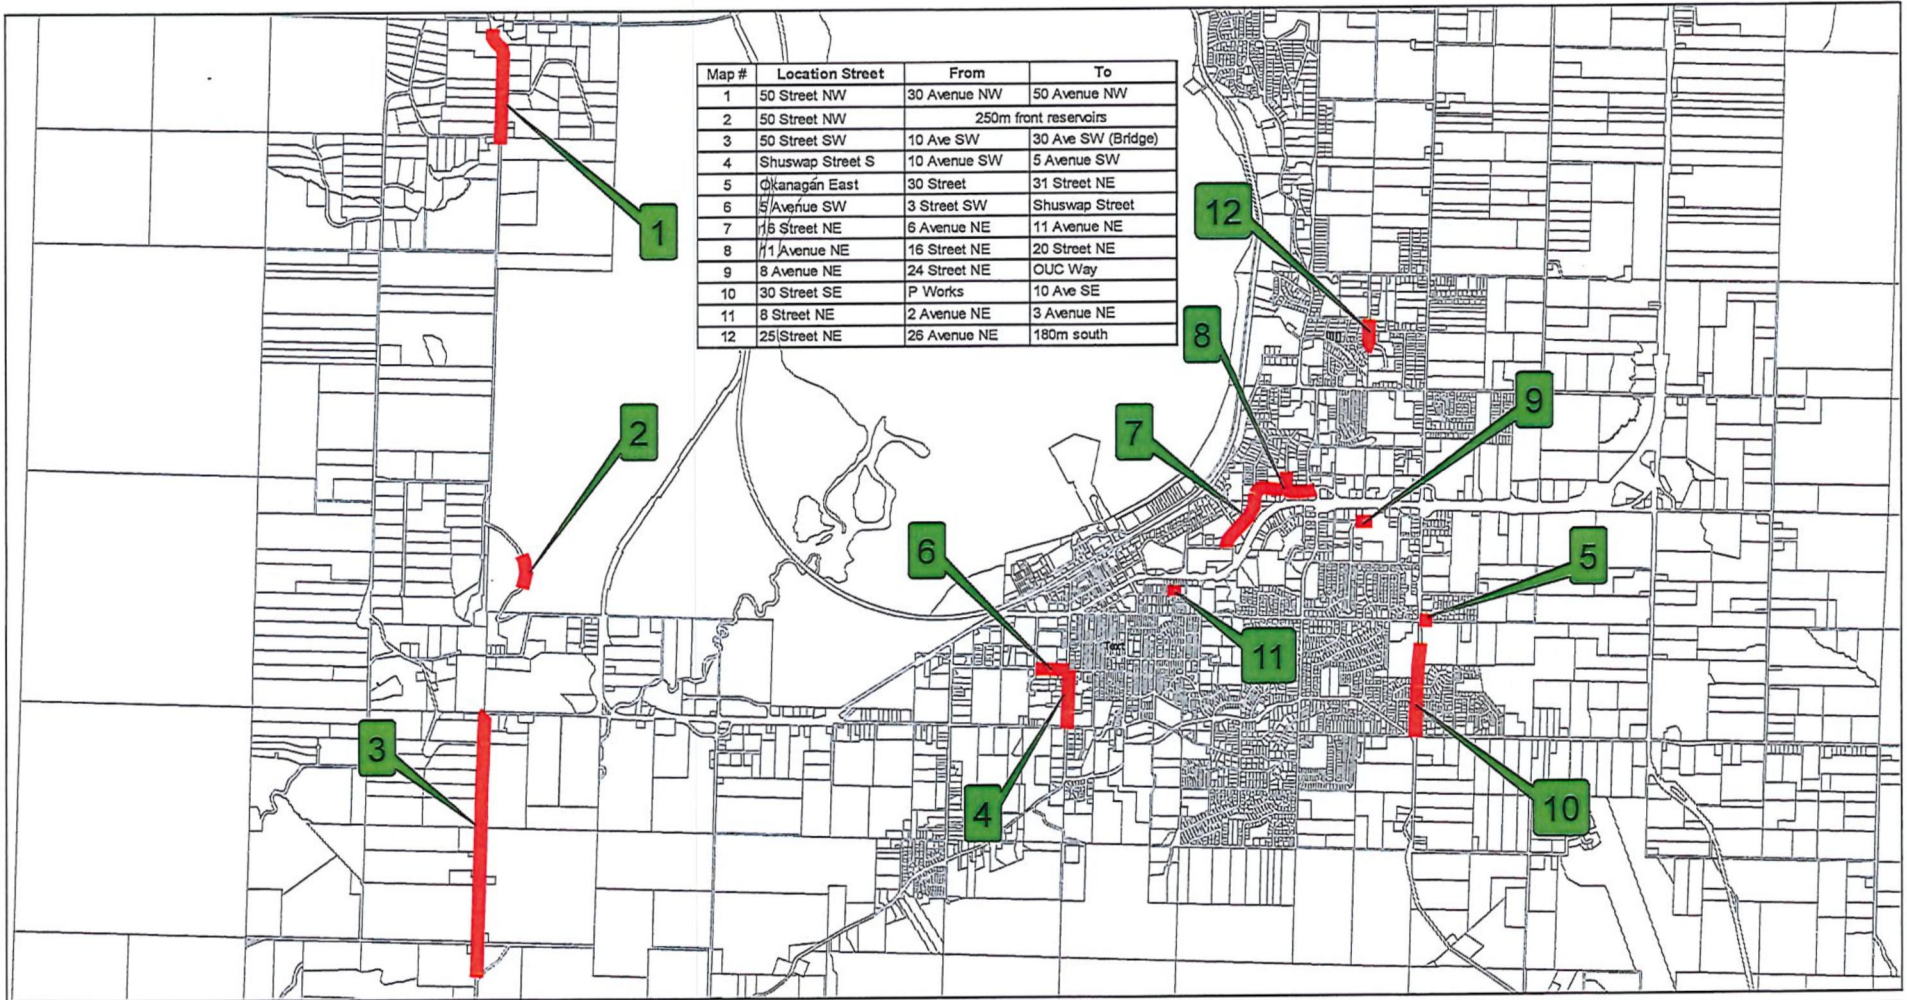 Map # Location Street From To
1 50 Street NW 30 Avenue NW 50 Avenue NW
2 50 Street NW 250m front reservoirs
3 50 Street SW 10 Ave SW 30 Ave SW (Bridge)
4 Shuswap Street S 10 Avenue SW 5 Avenue SW
5 Okanagan East 30 Street 31 Street NE
6 5 Avenue SW 3 Street SW Shuswap Street
7 16 Street NE 6 Avenue NE 11 Avenue NE
8 11 Avenue NE 16 Street NE 20 Street NE
9 8 Avenue NE 24 Street NE OUC Way
10 30 Street SE P Works 10 Ave SE
11 8 Street NE 2 Avenue NE 3 Avenue NE
12 25 Street NE 26 Avenue NE 180m south
1
12
8
9
2
7
6
5
11
Text
3
4
10